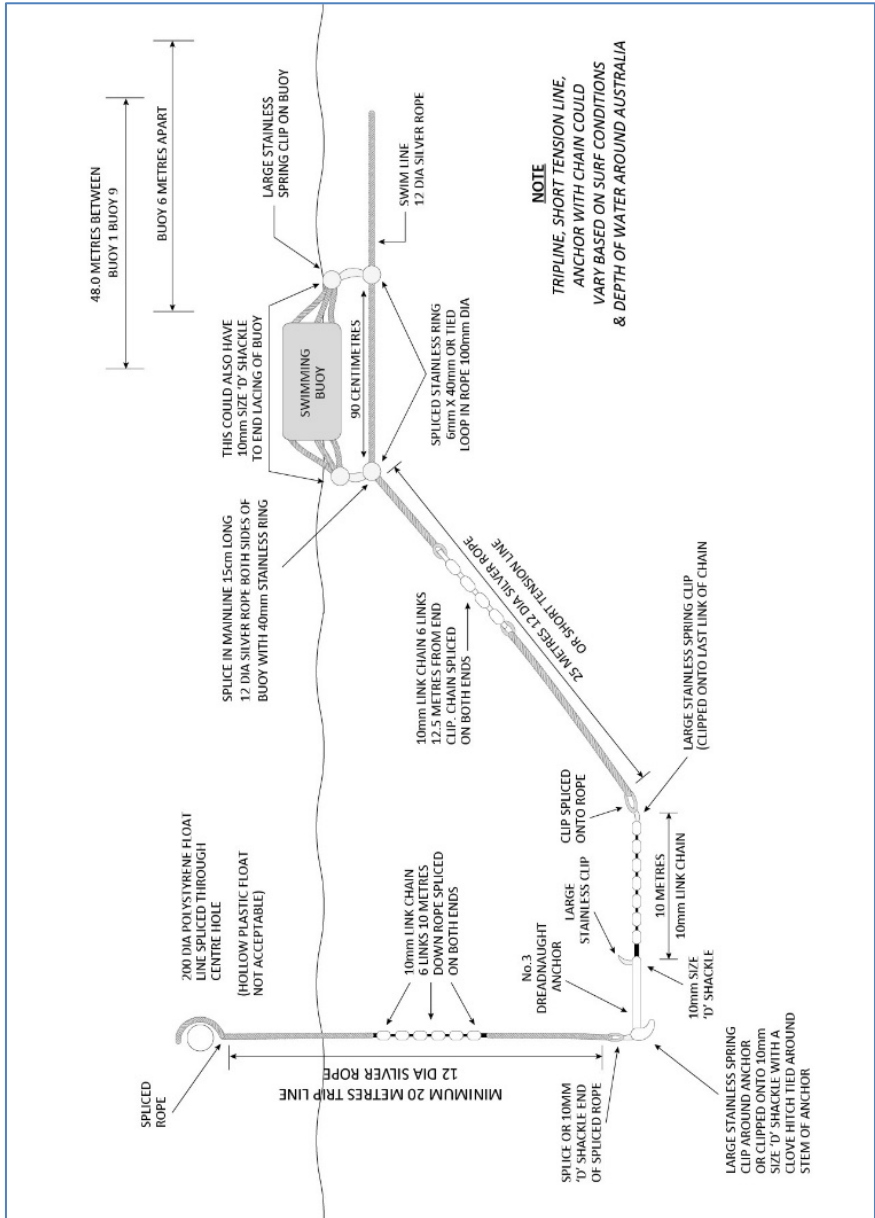 48.0 METRES BETWEEN
BUOY 1 BUOY 9
BUOY 6 METRES APART
LARGE STAINLESS
SPRING CLIP ON BUOY
THIS COULD ALSO HAVE
10mm SIZE 'D' SHACKLE
TO END LACING OF BUOY
SWIMMING
BUOY
90 CENTIMETRES
SWIM LINE
12 DIA SILVER ROPE
SPLICED STAINLESS RING
6mm X 40mm OR TIED
LOOP IN ROPE 100mm DIA
SPLICE IN MAINLINE 15cm LONG
12 DIA SILVER ROPE BOTH SIDES OF
BUOY WITH 40mm STAINLESS RING
10mm LINK CHAIN 6 LINKS
12.5 METRES FROM END
CLIP. CHAIN SPLICED
ON BOTH ENDS
25 METRES 12 DIA SILVER ROPE
OR SHORT TENSION LINE
NOTE
TRIPLINE, SHORT TENSION LINE,
ANCHOR WITH CHAIN COULD
VARY BASED ON SURF CONDITIONS
& DEPTH OF WATER AROUND AUSTRALIA
200 DIA POLYSTYRENE FLOAT
LINE SPLICED THROUGH
CENTRE HOLE
(HOLLOW PLASTIC FLOAT
NOT ACCEPTABLE)
SPLICED
ROPE
MINIMUM 20 METRES TRIP LINE
12 DIA SILVER ROPE
10mm LINK CHAIN
6 LINKS 10 METRES
DOWN ROPE SPLICED
ON BOTH ENDS
SPLICE OR 10MM
'D' SHACKLE END
OF SPLICED ROPE
No.3
DREADNAUGHT
ANCHOR
LARGE
STAINLESS CLIP
CLIP SPLICED
ONTO ROPE
10 METRES
10mm LINK CHAIN
10mm SIZE
'D' SHACKLE
LARGE STAINLESS SPRING CLIP
(CLIPPED ONTO LAST LINK OF CHAIN
LARGE STAINLESS SPRING
CLIP AROUND ANCHOR
OR CLIPPED ONTO 10mm
SIZE 'D' SHACKLE WITH A
CLOVE HITCH TIED AROUND
STEM OF ANCHOR